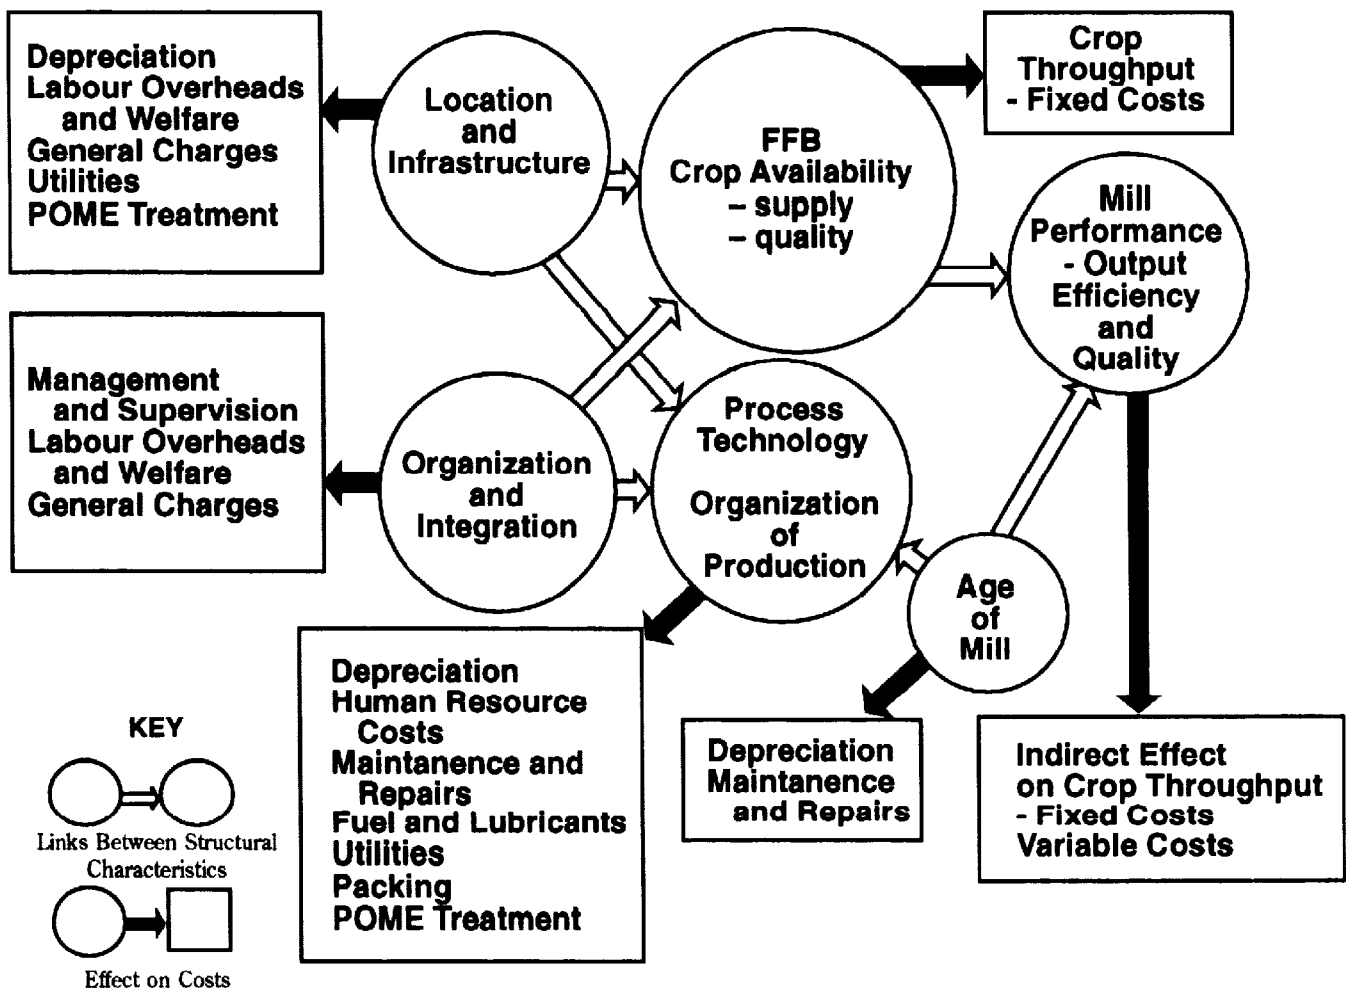 Depreciation
Labour Overheads
and Welfare
General Charges
Utilities
POME Treatment
Location
and
Infrastructure
FFB
Crop Availability
– supply
– quality
Crop
Throughput
- Fixed Costs
Mill
Performance
- Output
Efficiency
and
Quality
Management
and Supervision
Labour Overheads
and Welfare
General Charges
Organization
and
Integration
Process
Technology
Organization
of
Production
Age
of
Mill
Depreciation
Human Resource
Costs
Maintanence and
Repairs
Fuel and Lubricants
Utilities
Packing
POME Treatment
Depreciation
Maintanence
and Repairs
Indirect Effect
on Crop Throughput
- Fixed Costs
Variable Costs
KEY
Links Between Structural
Characteristics
Effect on Costs